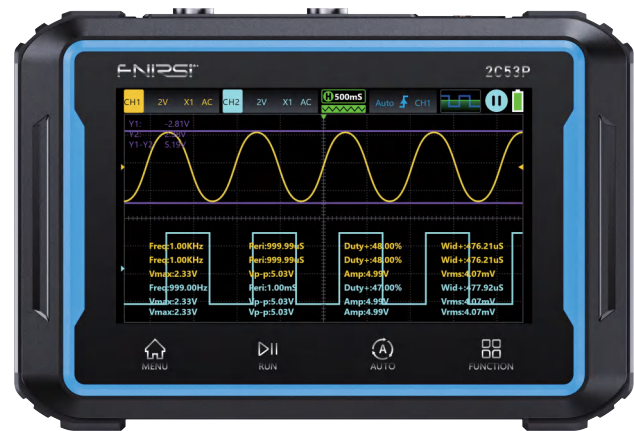 FNIRSI
2C53P
CH1 2V X1 AC CH2 2V X1 AC H 500mS Auto CH1
Y1: -2.81V
Y2: 2.38V
Y1-Y2: 5.19V
Freq:1.00KHz Peri:999.99uS Duty+:48.00% Wid+:476.21uS
Freq:1.00KHz Peri:999.99uS Duty+:48.00% Wid+:476.21uS
Vmax:2.33V Vp-p:5.03V Amp:4.99V Vrms:4.07mV
Freq:999.00Hz Peri:1.00mS Duty+:47.00% Wid+:477.92uS
Vmax:2.33V Vp-p:5.03V Amp:4.99V Vrms:4.07mV
Vmax:2.33V Vp-p:5.03V Amp:4.99V Vrms:4.07mV
MENU RUN A AUTO FUNCTION